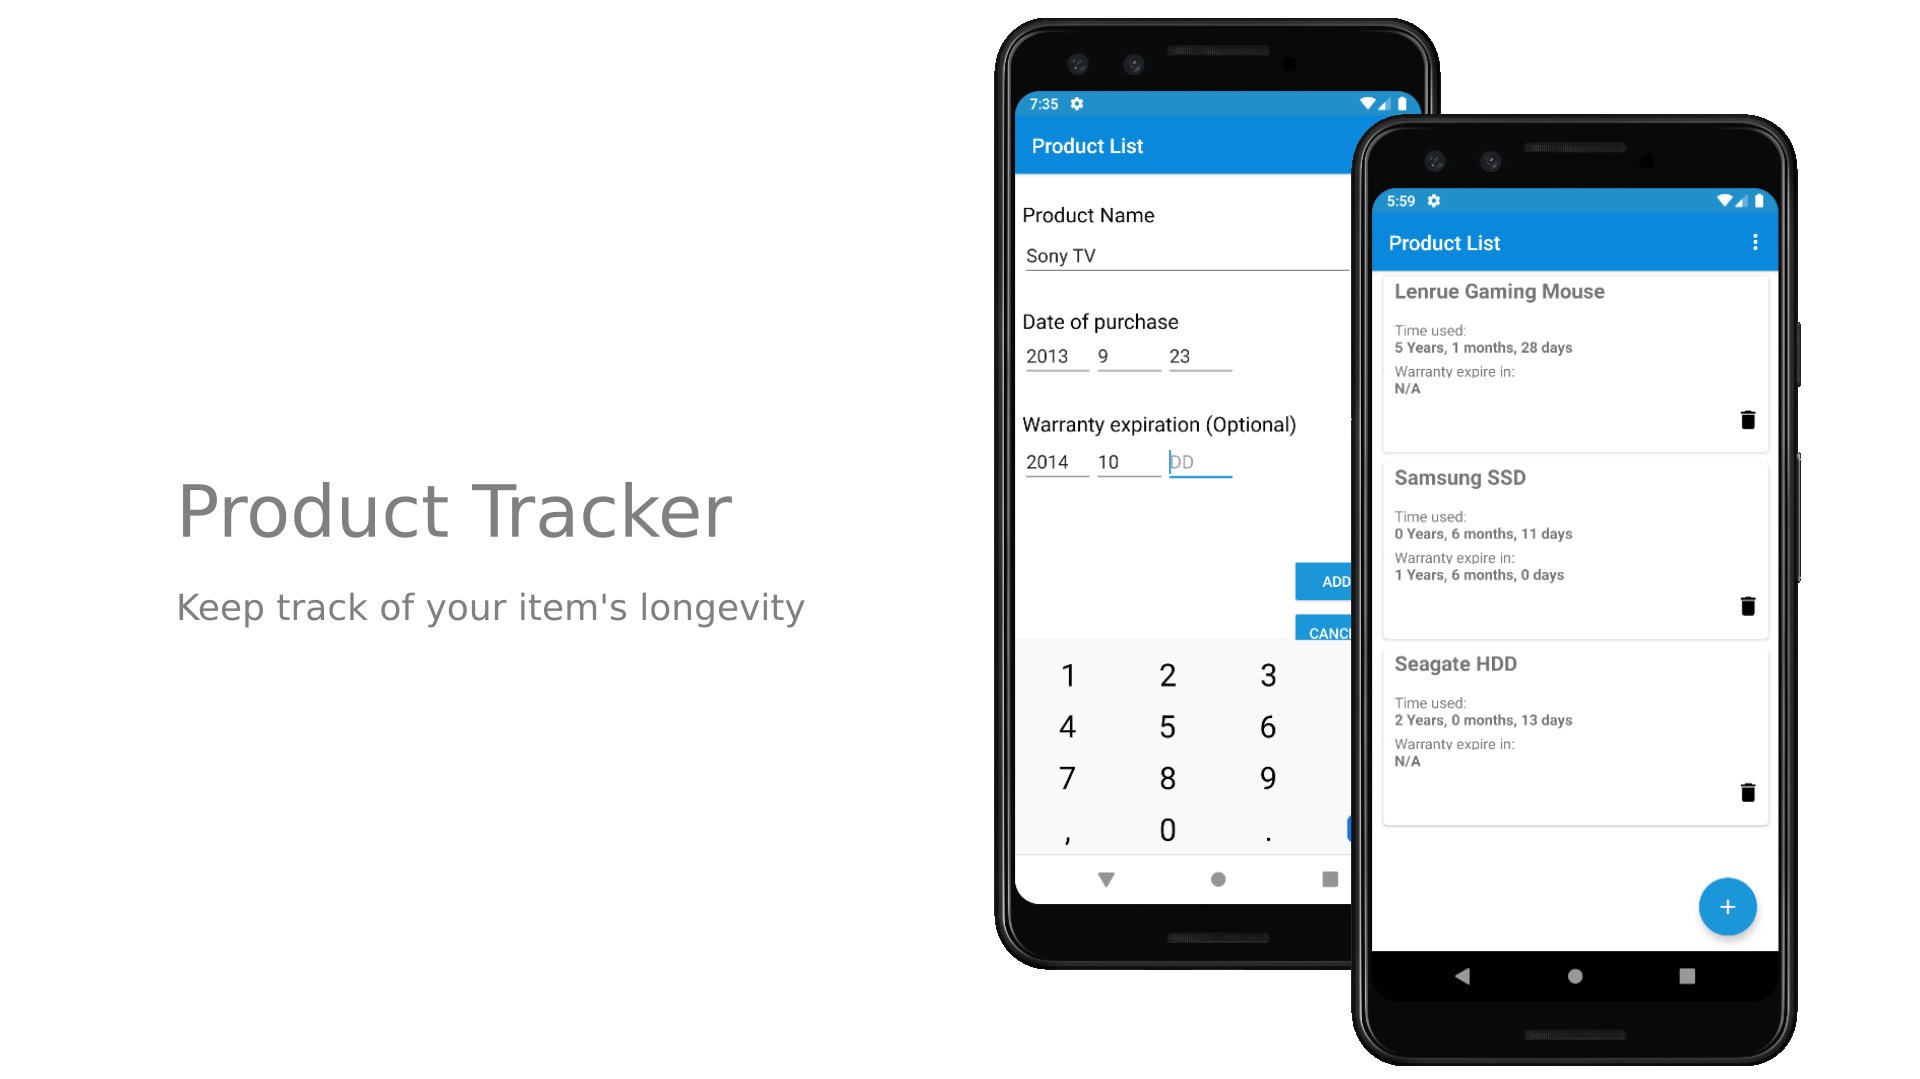 Product Tracker
Keep track of your item's longevity
7:35
Product List
Product Name
Sony TV
Date of purchase
2013 9 23
Warranty expiration (Optional)
2014 10 DD
ADD
CANC
1 2 3
4 5 6
7 8 9
, 0 .
5:59
Product List
Lenrue Gaming Mouse
Time used:
5 Years, 1 months, 28 days
Warranty expire in:
N/A
Samsung SSD
Time used:
0 Years, 6 months, 11 days
Warranty expire in:
1 Years, 6 months, 0 days
Seagate HDD
Time used:
2 Years, 0 months, 13 days
Warranty expire in:
N/A
+